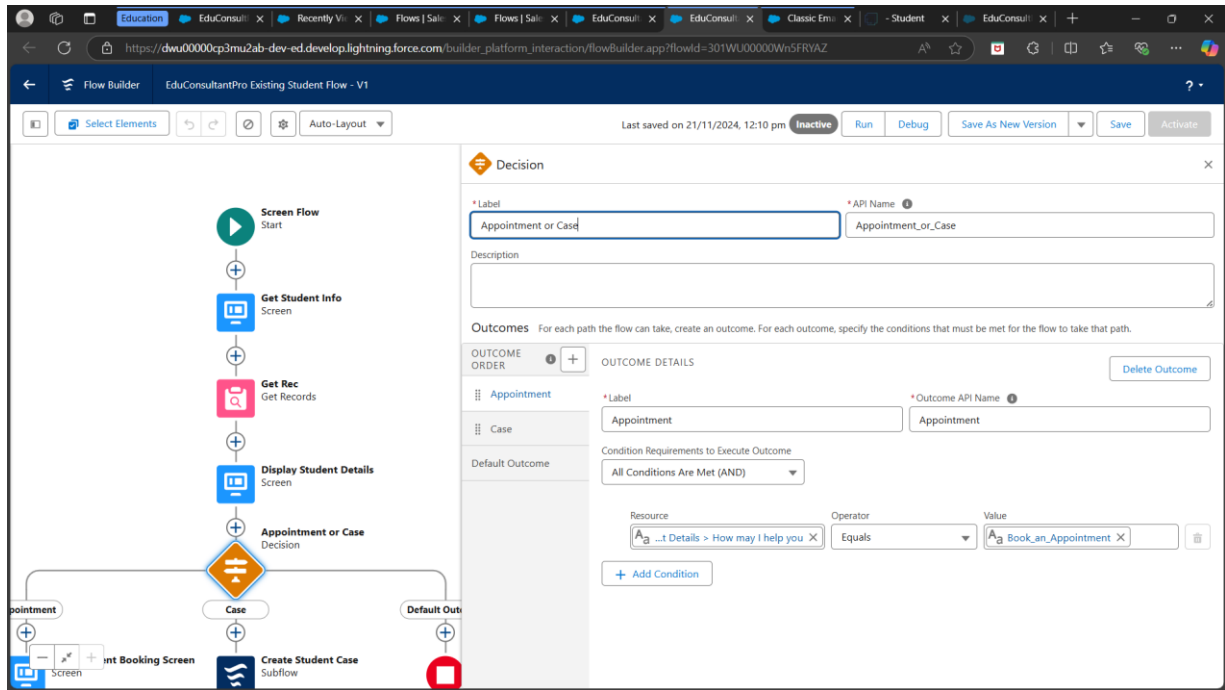 Education EduConsult Recently Vi Flows | Sale Flows | Sale EduConsult EduConsult Classic Ema - Student EduConsult
https://dwu00000cp3mu2ab-dev-ed.develop.lightning.force.com/builder_platform_interaction/flowBuilder.app?flowId=301WU00000Wn5FRYAZ
Flow Builder EduConsultantPro Existing Student Flow - V1 ?
Select Elements Auto-Layout Last saved on 21/11/2024, 12:10 pm Inactive Run Debug Save As New Version Save Activate
Decision
Screen Flow
Start
Get Student Info
Screen
Get Rec
Get Records
Display Student Details
Screen
Appointment or Case
Decision
pointment Case Default Out
ent Booking Screen
Screen
Create Student Case
Subflow
* Label * API Name
Appointment or Case Appointment_or_Case
Description
Outcomes For each path the flow can take, create an outcome. For each outcome, specify the conditions that must be met for the flow to take that path.
OUTCOME ORDER OUTCOME DETAILS Delete Outcome
Appointment
Case
Default Outcome
* Label * Outcome API Name
Appointment Appointment
Condition Requirements to Execute Outcome
All Conditions Are Met (AND)
Resource Operator Value
Aa ...t Details > How may I help you Equals Aa Book_an_Appointment
+ Add Condition